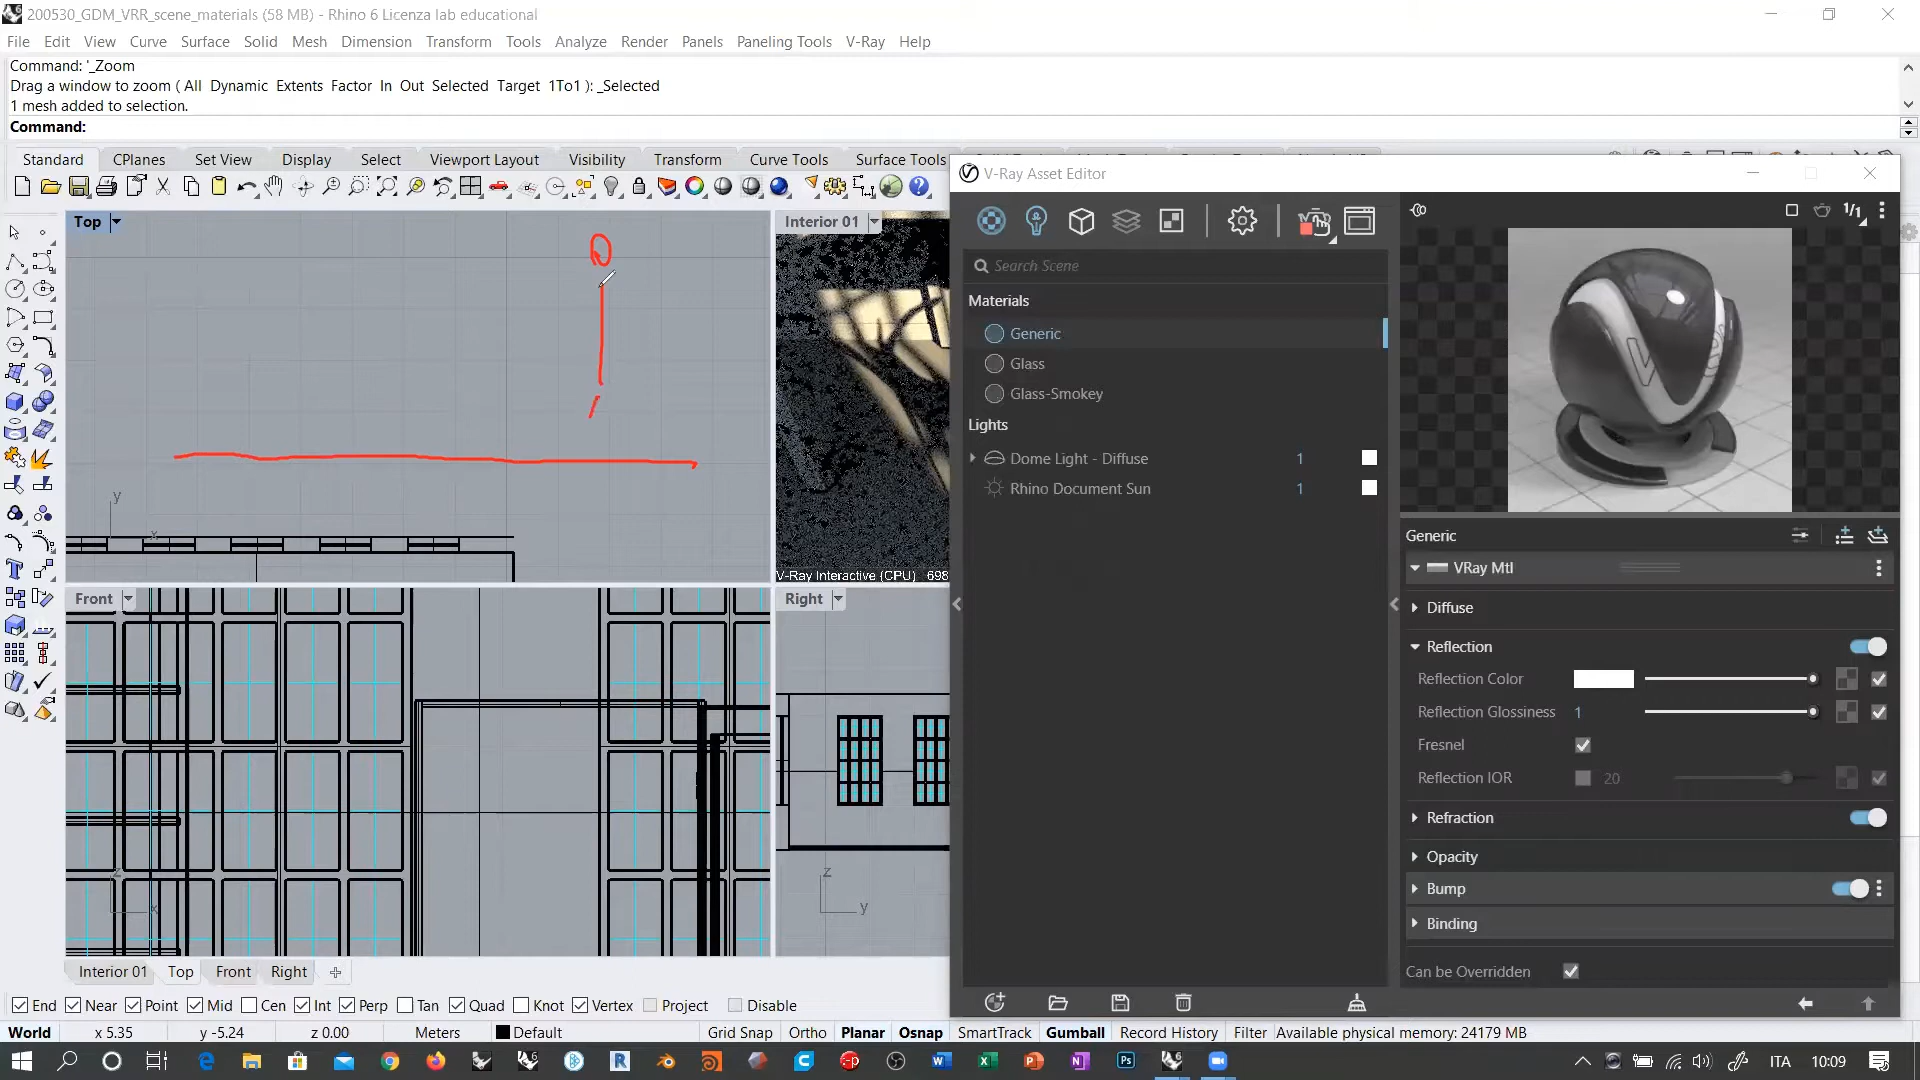 200530_GDM_VRR_scene_materials (58 MB) - Rhino 6 Licenza lab educational
File Edit View Curve Surface Solid Mesh Dimension Transform Tools Analyze Render Panels Paneling Tools V-Ray Help
Command: '_Zoom
Drag a window to zoom ( All Dynamic Extents Factor In Out Selected Target 1To1 ): _Selected
1 mesh added to selection.
Command:
Standard CPlanes Set View Display Select Viewport Layout Visibility Transform Curve Tools Surface Tools
V-Ray Asset Editor
Top
Interior 01
1/1
Search Scene
Materials
Generic
Glass
Glass-Smokey
Lights
Dome Light - Diffuse 1
Rhino Document Sun 1
y
x
V-Ray Interactive (CPU) 698
Generic
VRay Mtl
Diffuse
Reflection
Reflection Color
Reflection Glossiness 1
Fresnel
Reflection IOR 20
Refraction
Opacity
Bump
Binding
Can be Overridden
Front
z
x
Right
z
y
Interior 01 Top Front Right
End Near Point Mid Cen Int Perp Tan Quad Knot Vertex Project Disable
World x 5.35 y -5.24 z 0.00 Meters Default Grid Snap Ortho Planar Osnap SmartTrack Gumball Record History Filter Available physical memory: 24179 MB
ITA 10:09